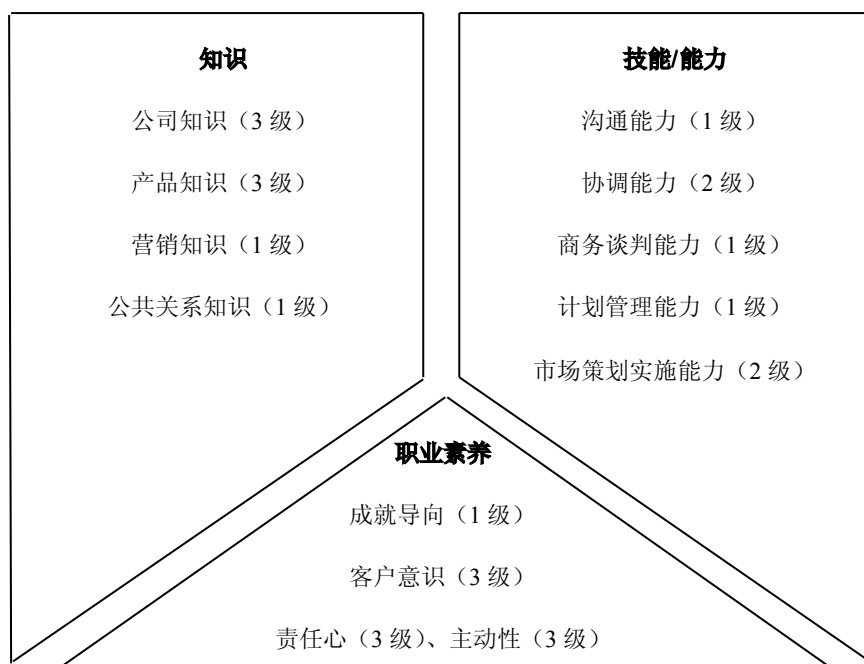 知识
公司知识（3 级）
产品知识（3 级）
营销知识（1 级）
公共关系知识（1 级）
技能/能力
沟通能力（1 级）
协调能力（2 级）
商务谈判能力（1 级）
计划管理能力（1 级）
市场策划实施能力（2 级）
职业素养
成就导向（1 级）
客户意识（3 级）
责任心（3 级）、主动性（3 级）